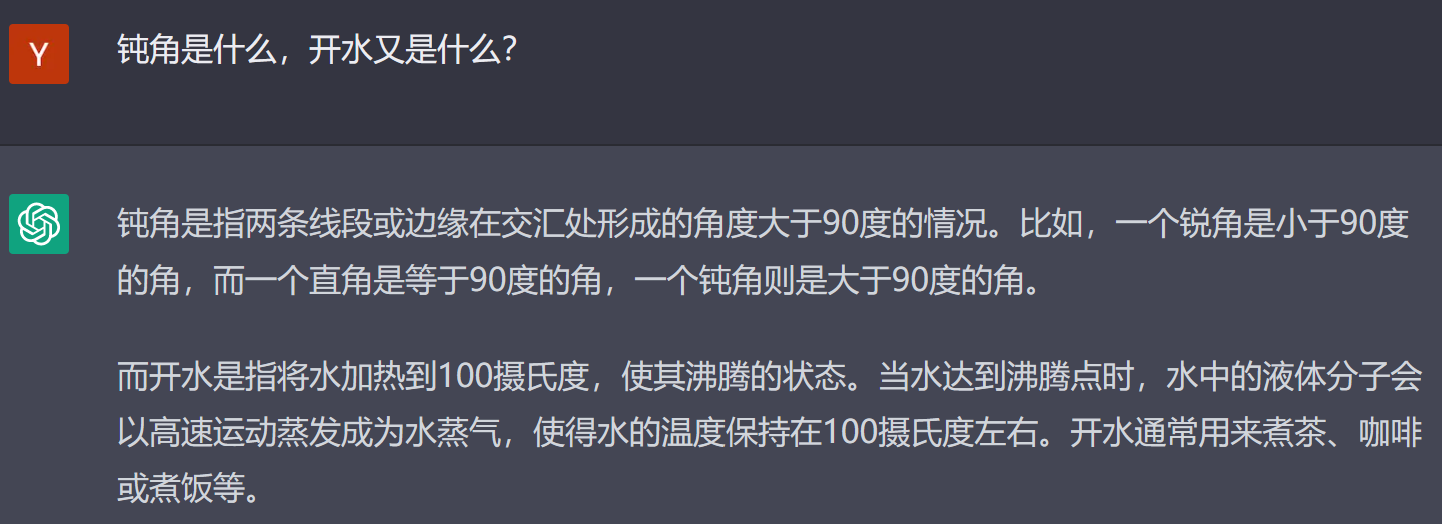 Y
钝角是什么，开水又是什么？
钝角是指两条线段或边缘在交汇处形成的角度大于90度的情况。比如，一个锐角是小于90度
的角，而一个直角是等于90度的角，一个钝角则是大于90度的角。
而开水是指将水加热到100摄氏度，使其沸腾的状态。当水达到沸腾点时，水中的液体分子会
以高速运动蒸发成为水蒸气，使得水的温度保持在100摄氏度左右。开水通常用来煮茶、咖啡
或煮饭等。